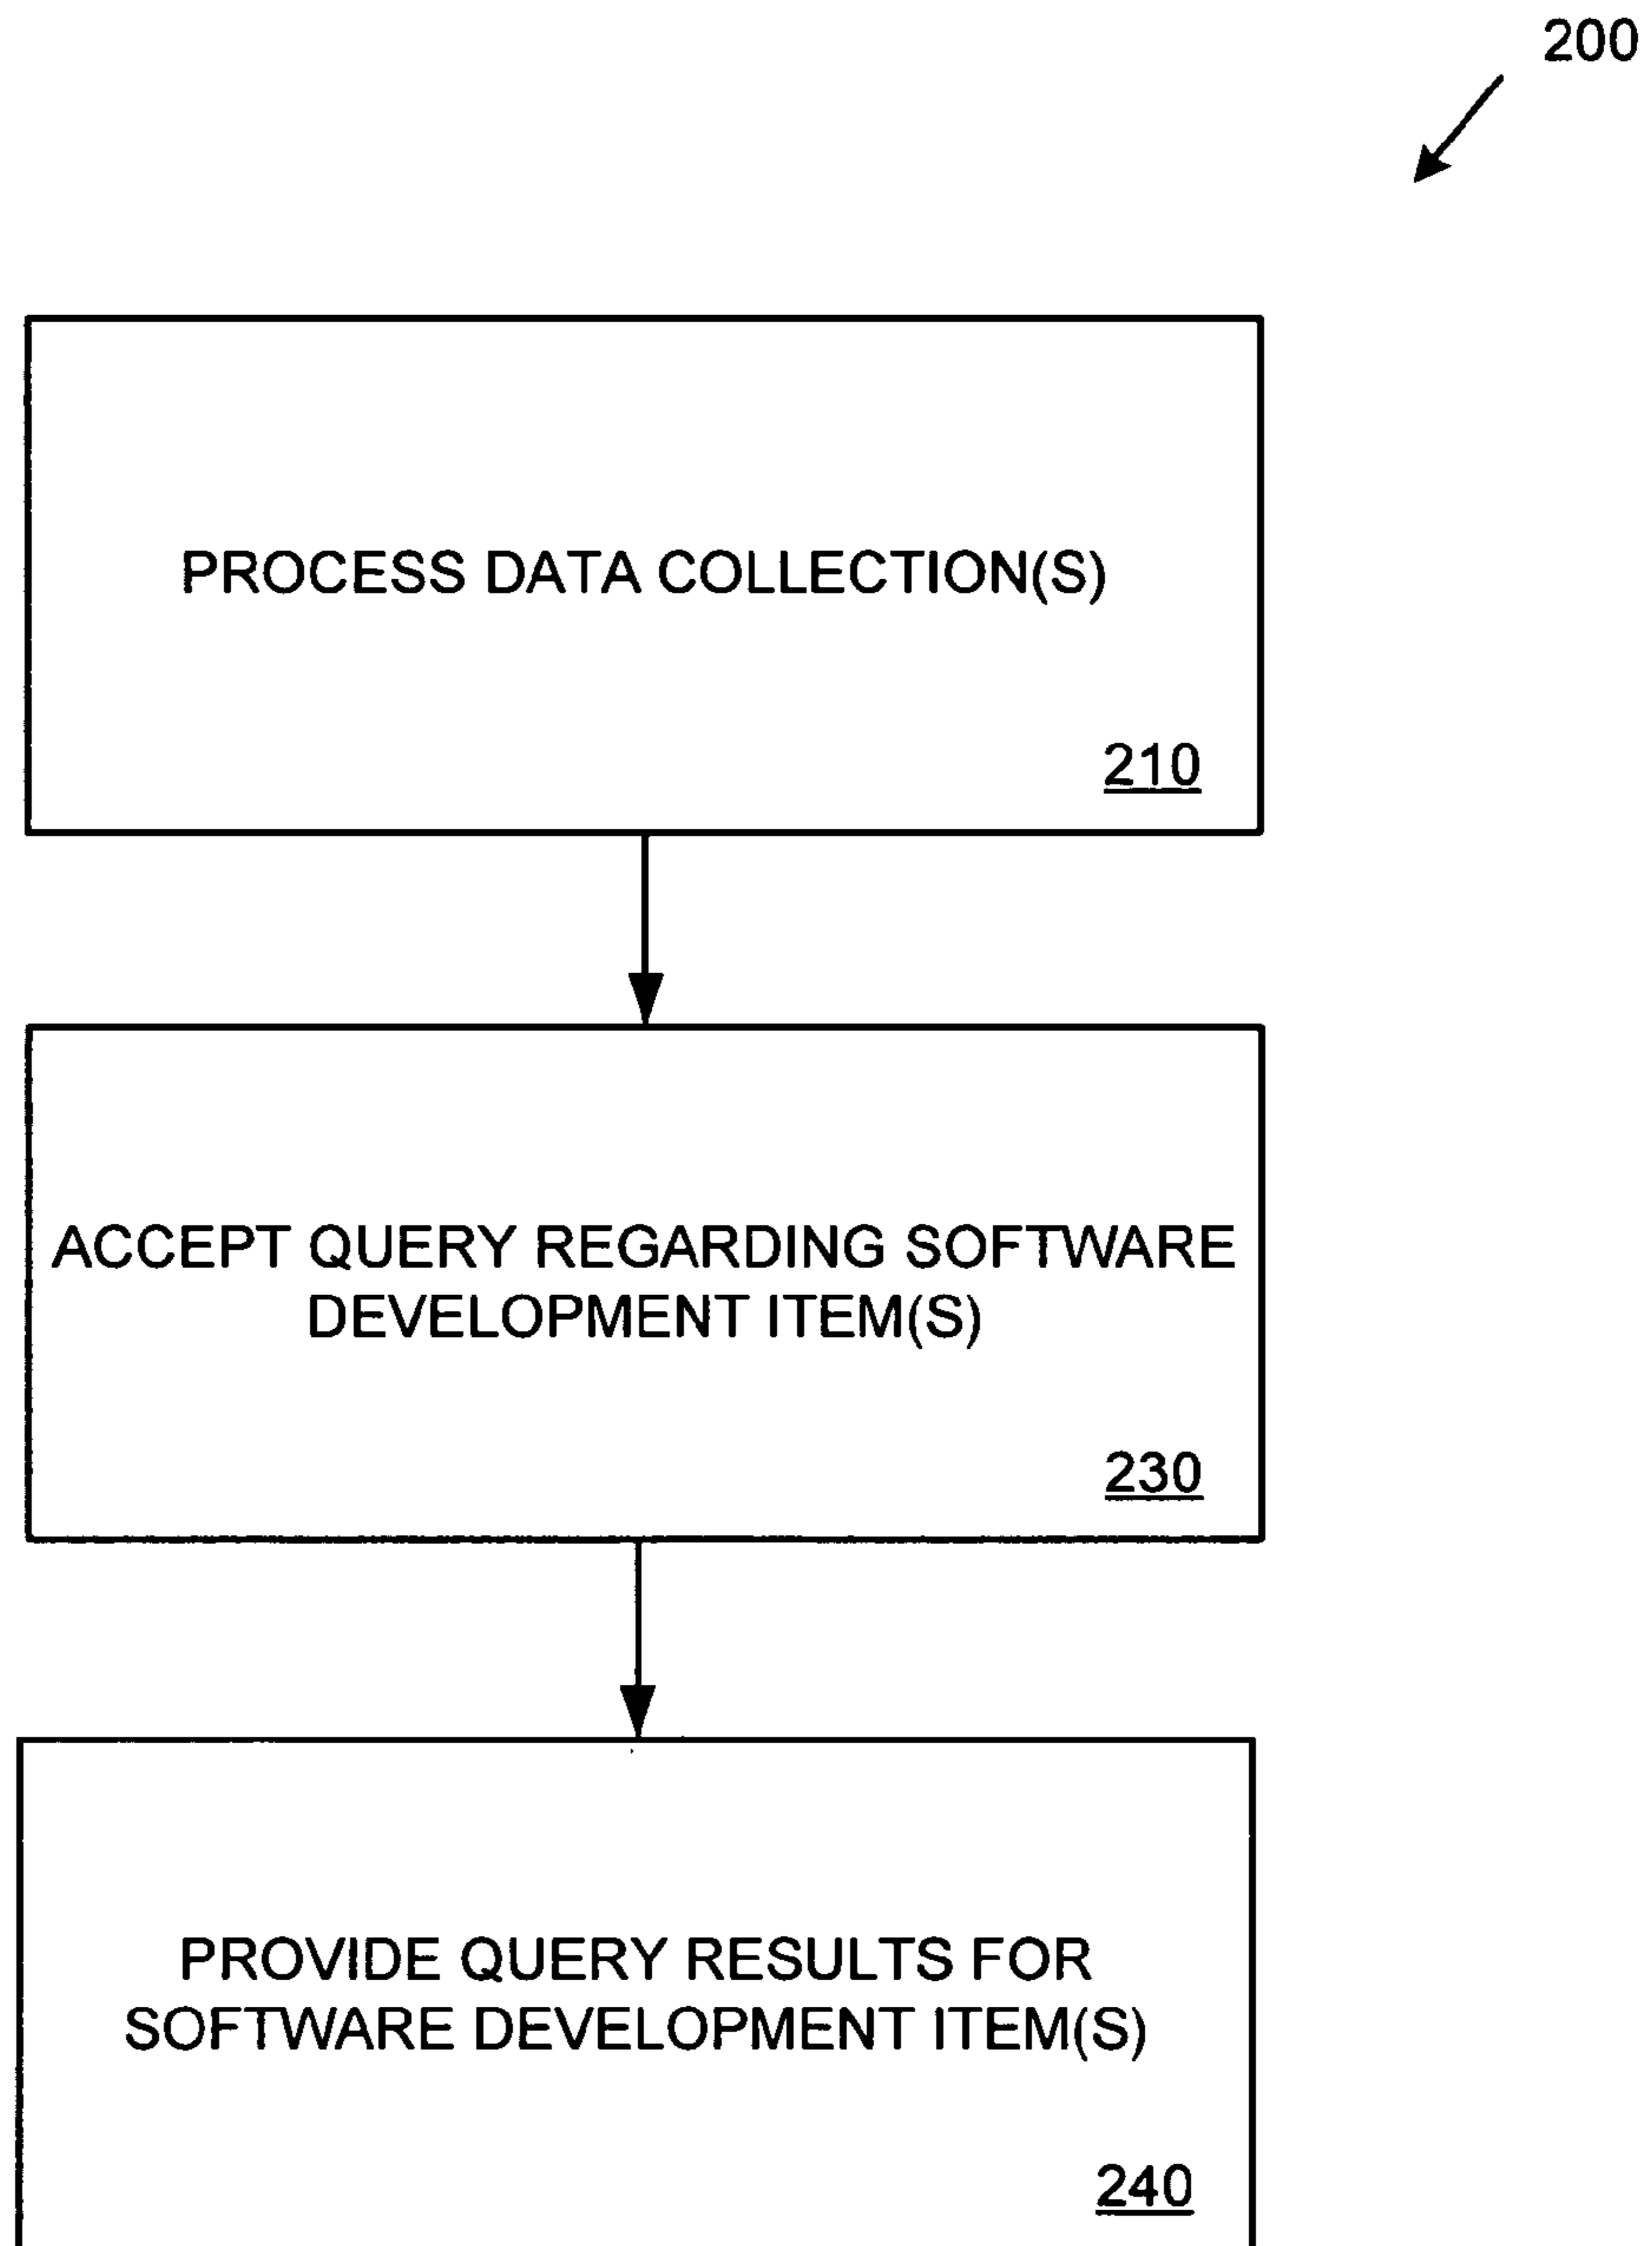 200
PROCESS DATA COLLECTION(S)
210
ACCEPT QUERY REGARDING SOFTWARE
DEVELOPMENT ITEM(S)
230
PROVIDE QUERY RESULTS FOR
SOFTWARE DEVELOPMENT ITEM(S)
240